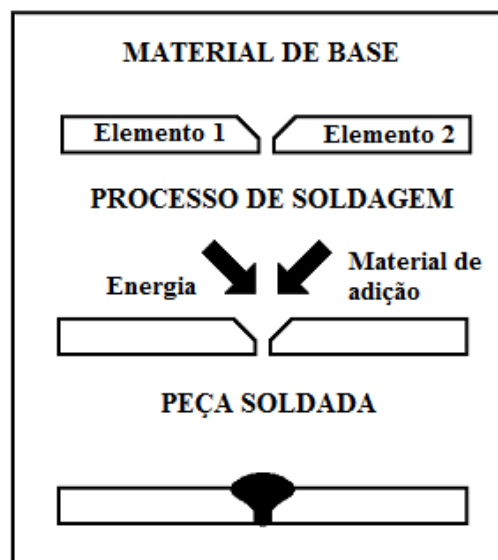 MATERIAL DE BASE
Elemento 1
Elemento 2
PROCESSO DE SOLDAGEM
Energia
Material de
adição
PEÇA SOLDADA